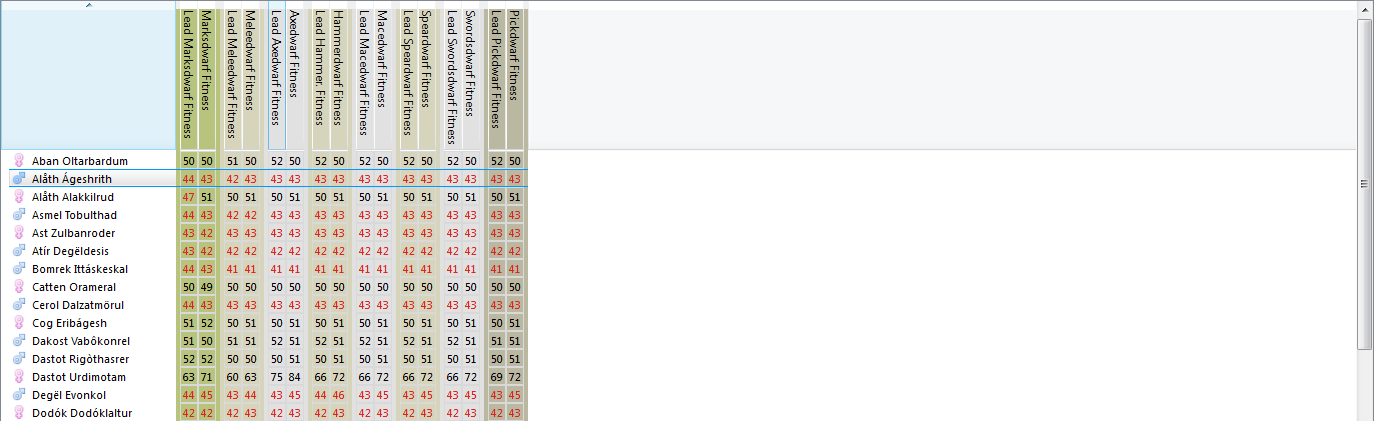 Lead Marksdwarf Fitness
Marksdwarf Fitness
Lead Meleedwarf Fitness
Meleedwarf Fitness
Lead Axedwarf Fitness
Axedwarf Fitness
Lead Hammer. Fitness
Hammerdwarf Fitness
Lead Macedwarf Fitness
Macedwarf Fitness
Lead Speardwarf Fitness
Speardwarf Fitness
Lead Swordsdwarf Fitness
Swordsdwarf Fitness
Lead Pickdwarf Fitness
Pickdwarf Fitness
Aban Oltarbardum 50 50 51 50 52 50 52 50 52 50 52 50 52 50 52 50
Alåth Ágeshrith 44 43 42 43 43 43 43 43 43 43 43 43 43 43 43 43
Alåth Alakkilrud 47 51 50 51 50 51 50 51 50 51 50 51 50 51 50 51
Asmel Tobulthad 44 43 42 42 43 43 43 43 43 43 43 43 43 43 43 43
Ast Zulbanroder 43 42 43 43 43 43 43 43 43 43 43 43 43 43 43 43
Atír Degëldesis 43 42 42 42 42 42 42 42 42 42 42 42 42 42 42 42
Bomrek Ittáskeskal 44 43 41 41 41 41 41 41 41 41 41 41 41 41 41 41
Catten Orameral 50 49 50 50 50 50 50 50 50 50 50 50 50 50 50 50
Cerol Dalzatmörul 44 43 43 43 43 43 43 43 43 43 43 43 43 43 43 43
Cog Eribágesh 51 52 50 51 50 51 50 51 50 51 50 51 50 51 50 51
Dakost Vabôkonrel 51 50 51 51 52 51 52 51 52 51 52 51 52 51 51 51
Dastot Rigòthasrer 52 52 50 50 50 51 50 51 50 51 50 51 50 51 50 51
Dastot Urdimotam 63 71 60 63 75 84 66 72 66 72 66 72 66 72 69 72
Degël Evonkol 44 45 43 44 43 45 44 46 43 45 43 45 43 45 43 45
Dodók Dodóklaltur 42 42 42 43 42 43 42 43 42 43 42 43 42 43 42 43